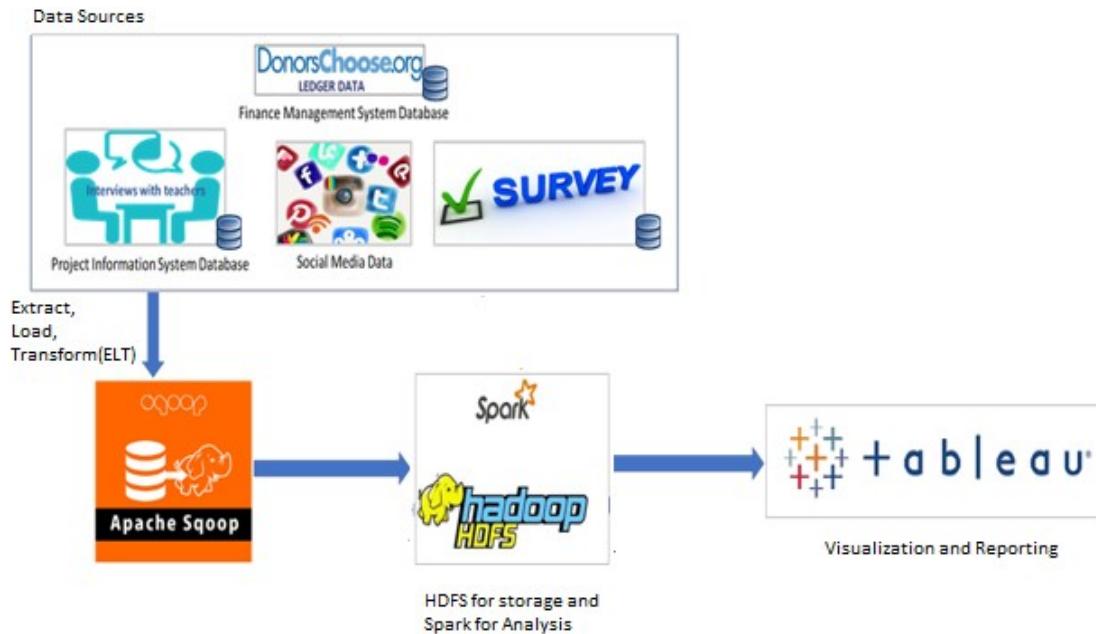 Data Sources
DonorsChoose.org
LEDGER DATA
Finance Management System Database
Interviews with teachers
SURVEY
Project Information System Database
Social Media Data
Extract,
Load,
Transform(ELT)
sqoop
Apache Sqoop
Spark
hadoop
HDFS
+ a b l e a u
Visualization and Reporting
HDFS for storage and
Spark for Analysis